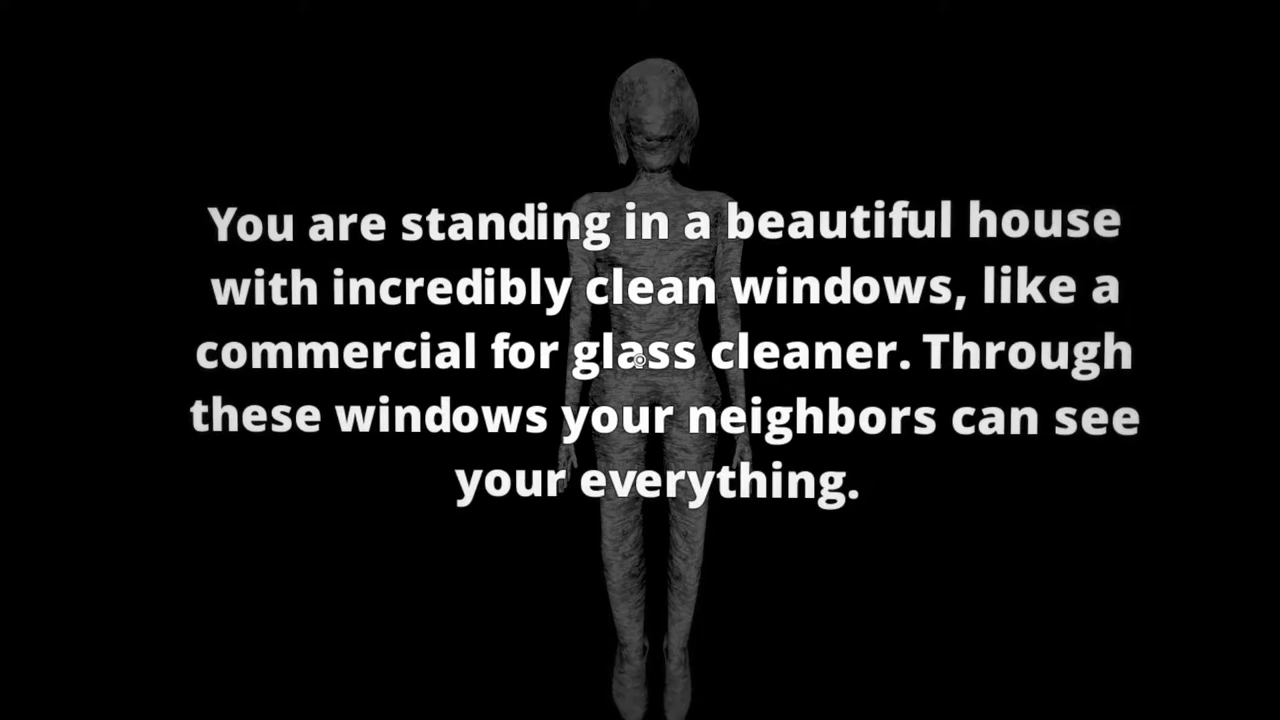 You are standing in a beautiful house
with incredibly clean windows, like a
commercial for glass cleaner. Through
these windows your neighbors can see
your everything.